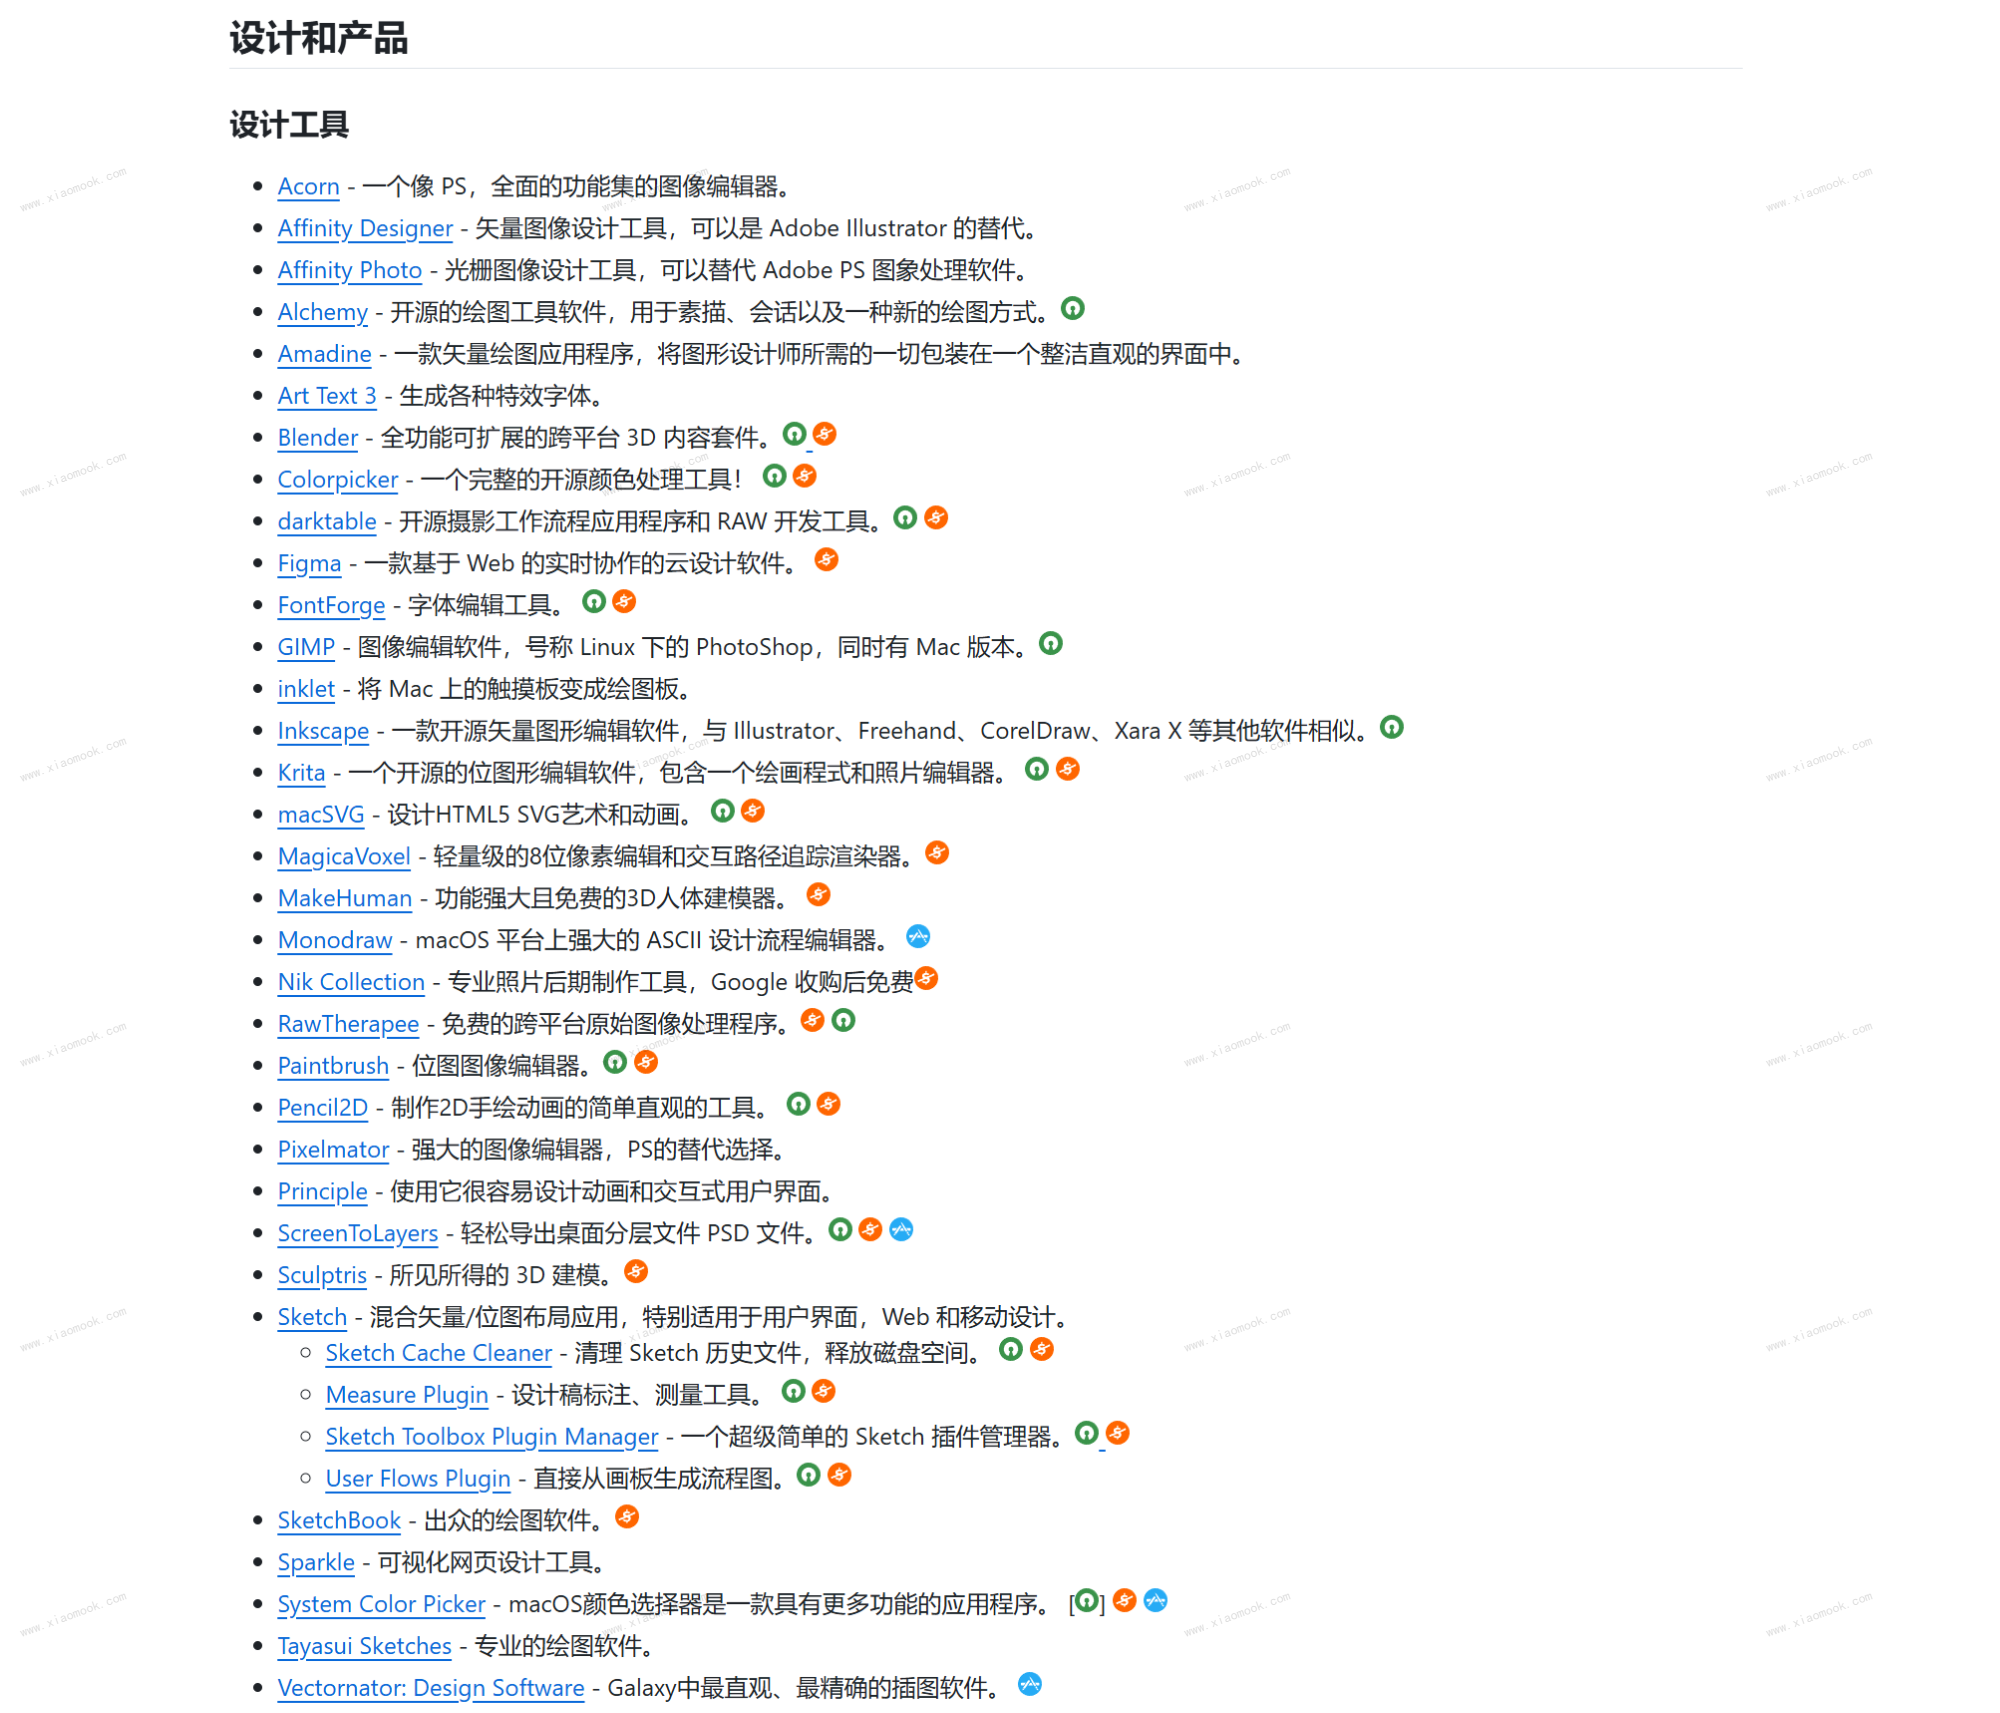 设计和产品
设计工具
Acorn - 一个像 PS，全面的功能集的图像编辑器。
Affinity Designer - 矢量图像设计工具，可以是 Adobe Illustrator 的替代。
Affinity Photo - 光栅图像设计工具，可以替代 Adobe PS 图象处理软件。
Alchemy - 开源的绘图工具软件，用于素描、会话以及一种新的绘图方式。
Amadine - 一款矢量绘图应用程序，将图形设计师所需的一切包装在一个整洁直观的界面中。
Art Text 3 - 生成各种特效字体。
Blender - 全功能可扩展的跨平台 3D 内容套件。
Colorpicker - 一个完整的开源颜色处理工具！
darktable - 开源摄影工作流程应用程序和 RAW 开发工具。
Figma - 一款基于 Web 的实时协作的云设计软件。
FontForge - 字体编辑工具。
GIMP - 图像编辑软件，号称 Linux 下的 PhotoShop，同时有 Mac 版本。
inklet - 将 Mac 上的触摸板变成绘图板。
Inkscape - 一款开源矢量图形编辑软件，与 Illustrator、Freehand、CorelDraw、Xara X 等其他软件相似。
Krita - 一个开源的位图形编辑软件，包含一个绘画程式和照片编辑器。
macSVG - 设计HTML5 SVG艺术和动画。
MagicaVoxel - 轻量级的8位像素编辑和交互路径追踪渲染器。
MakeHuman - 功能强大且免费的3D人体建模器。
Monodraw - macOS 平台上强大的 ASCII 设计流程编辑器。
Nik Collection - 专业照片后期制作工具，Google 收购后免费
RawTherapee - 免费的跨平台原始图像处理程序。
Paintbrush - 位图图像编辑器。
Pencil2D - 制作2D手绘动画的简单直观的工具。
Pixelmator - 强大的图像编辑器，PS的替代选择。
Principle - 使用它很容易设计动画和交互式用户界面。
ScreenToLayers - 轻松导出桌面分层文件 PSD 文件。
Sculptris - 所见所得的 3D 建模。
Sketch - 混合矢量/位图布局应用，特别适用于用户界面，Web 和移动设计。
Sketch Cache Cleaner - 清理 Sketch 历史文件，释放磁盘空间。
Measure Plugin - 设计稿标注、测量工具。
Sketch Toolbox Plugin Manager - 一个超级简单的 Sketch 插件管理器。
User Flows Plugin - 直接从画板生成流程图。
SketchBook - 出众的绘图软件。
Sparkle - 可视化网页设计工具。
System Color Picker - macOS颜色选择器是一款具有更多功能的应用程序。 []
Tayasui Sketches - 专业的绘图软件。
Vectornator: Design Software - Galaxy中最直观、最精确的插图软件。
www.xiaomook.com